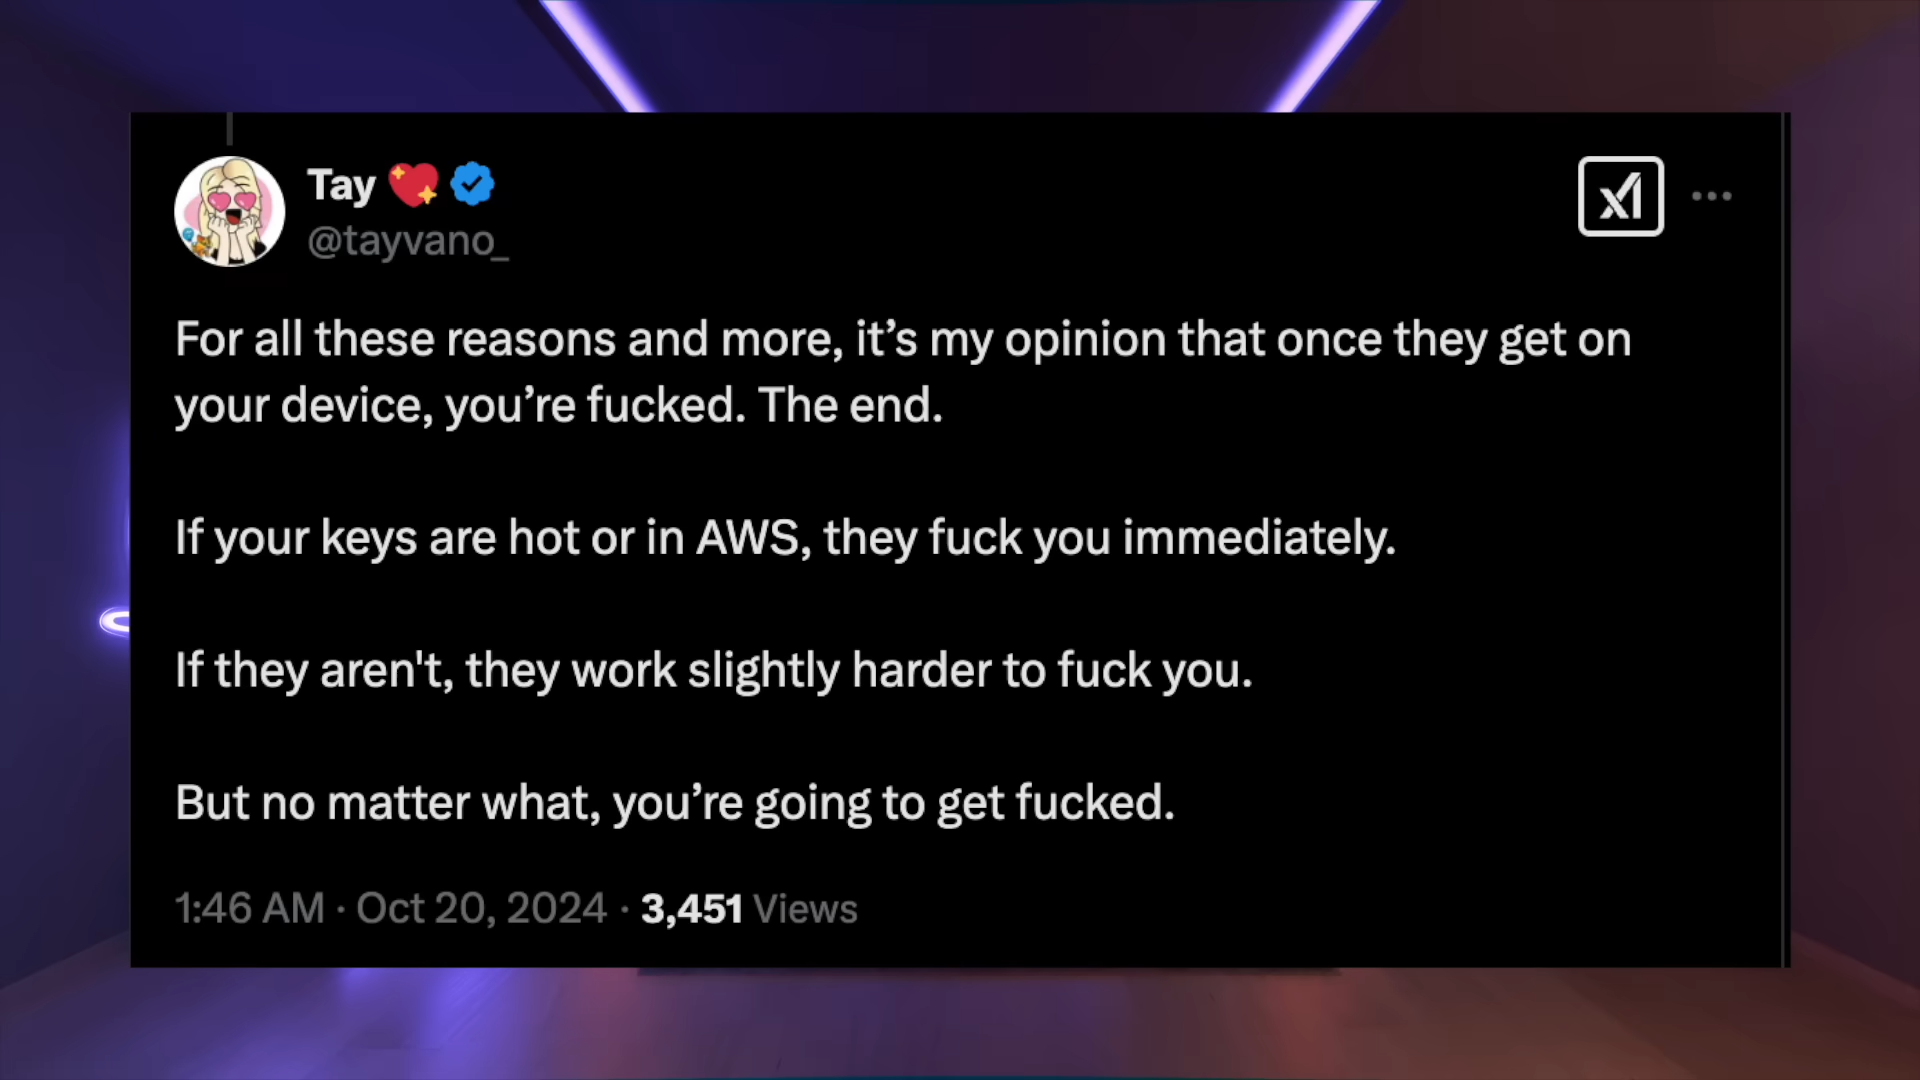 Tay 💖
@tayvano_
For all these reasons and more, it’s my opinion that once they get on
your device, you’re fucked. The end.
If your keys are hot or in AWS, they fuck you immediately.
If they aren't, they work slightly harder to fuck you.
But no matter what, you’re going to get fucked.
1:46 AM · Oct 20, 2024 · 3,451 Views